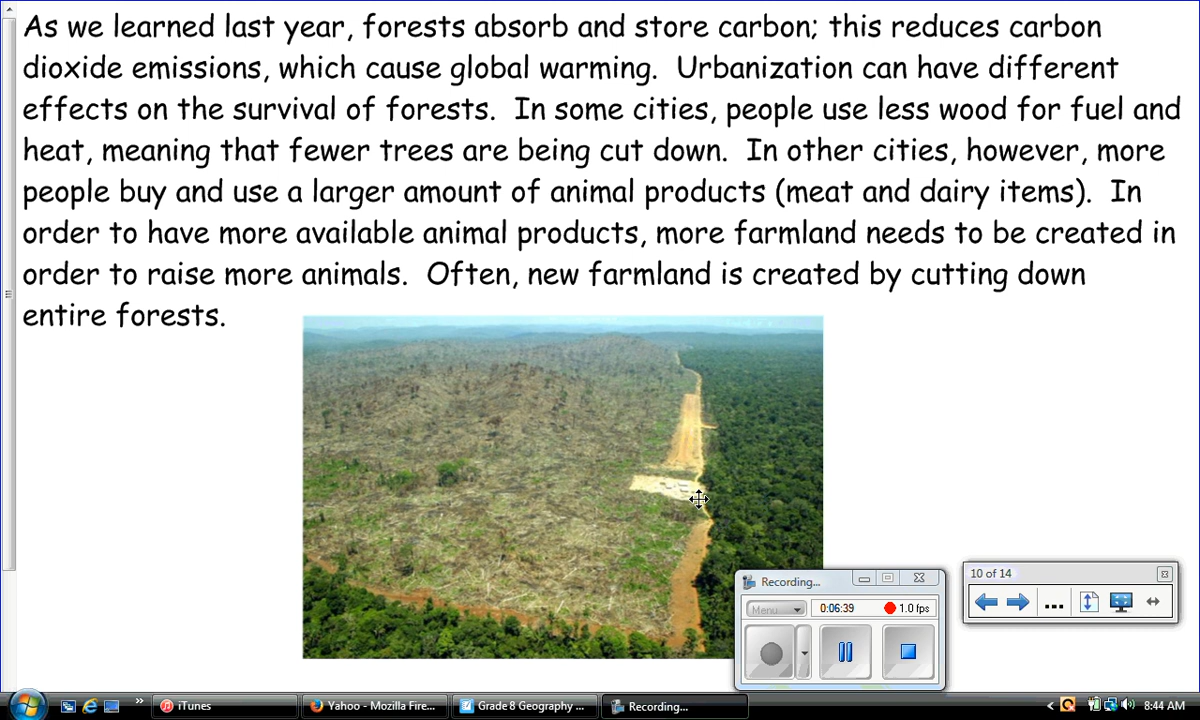 As we learned last year, forests absorb and store carbon; this reduces carbon
dioxide emissions, which cause global warming.  Urbanization can have different
effects on the survival of forests.  In some cities, people use less wood for fuel and
heat, meaning that fewer trees are being cut down.  In other cities, however, more
people buy and use a larger amount of animal products (meat and dairy items).  In
order to have more available animal products, more farmland needs to be created in
order to raise more animals.  Often, new farmland is created by cutting down
entire forests.
Recording...
Menu
0:06:39
1.0 fps
10 of 14
iTunes
Yahoo - Mozilla Fire...
Grade 8 Geography ...
Recording...
8:44 AM